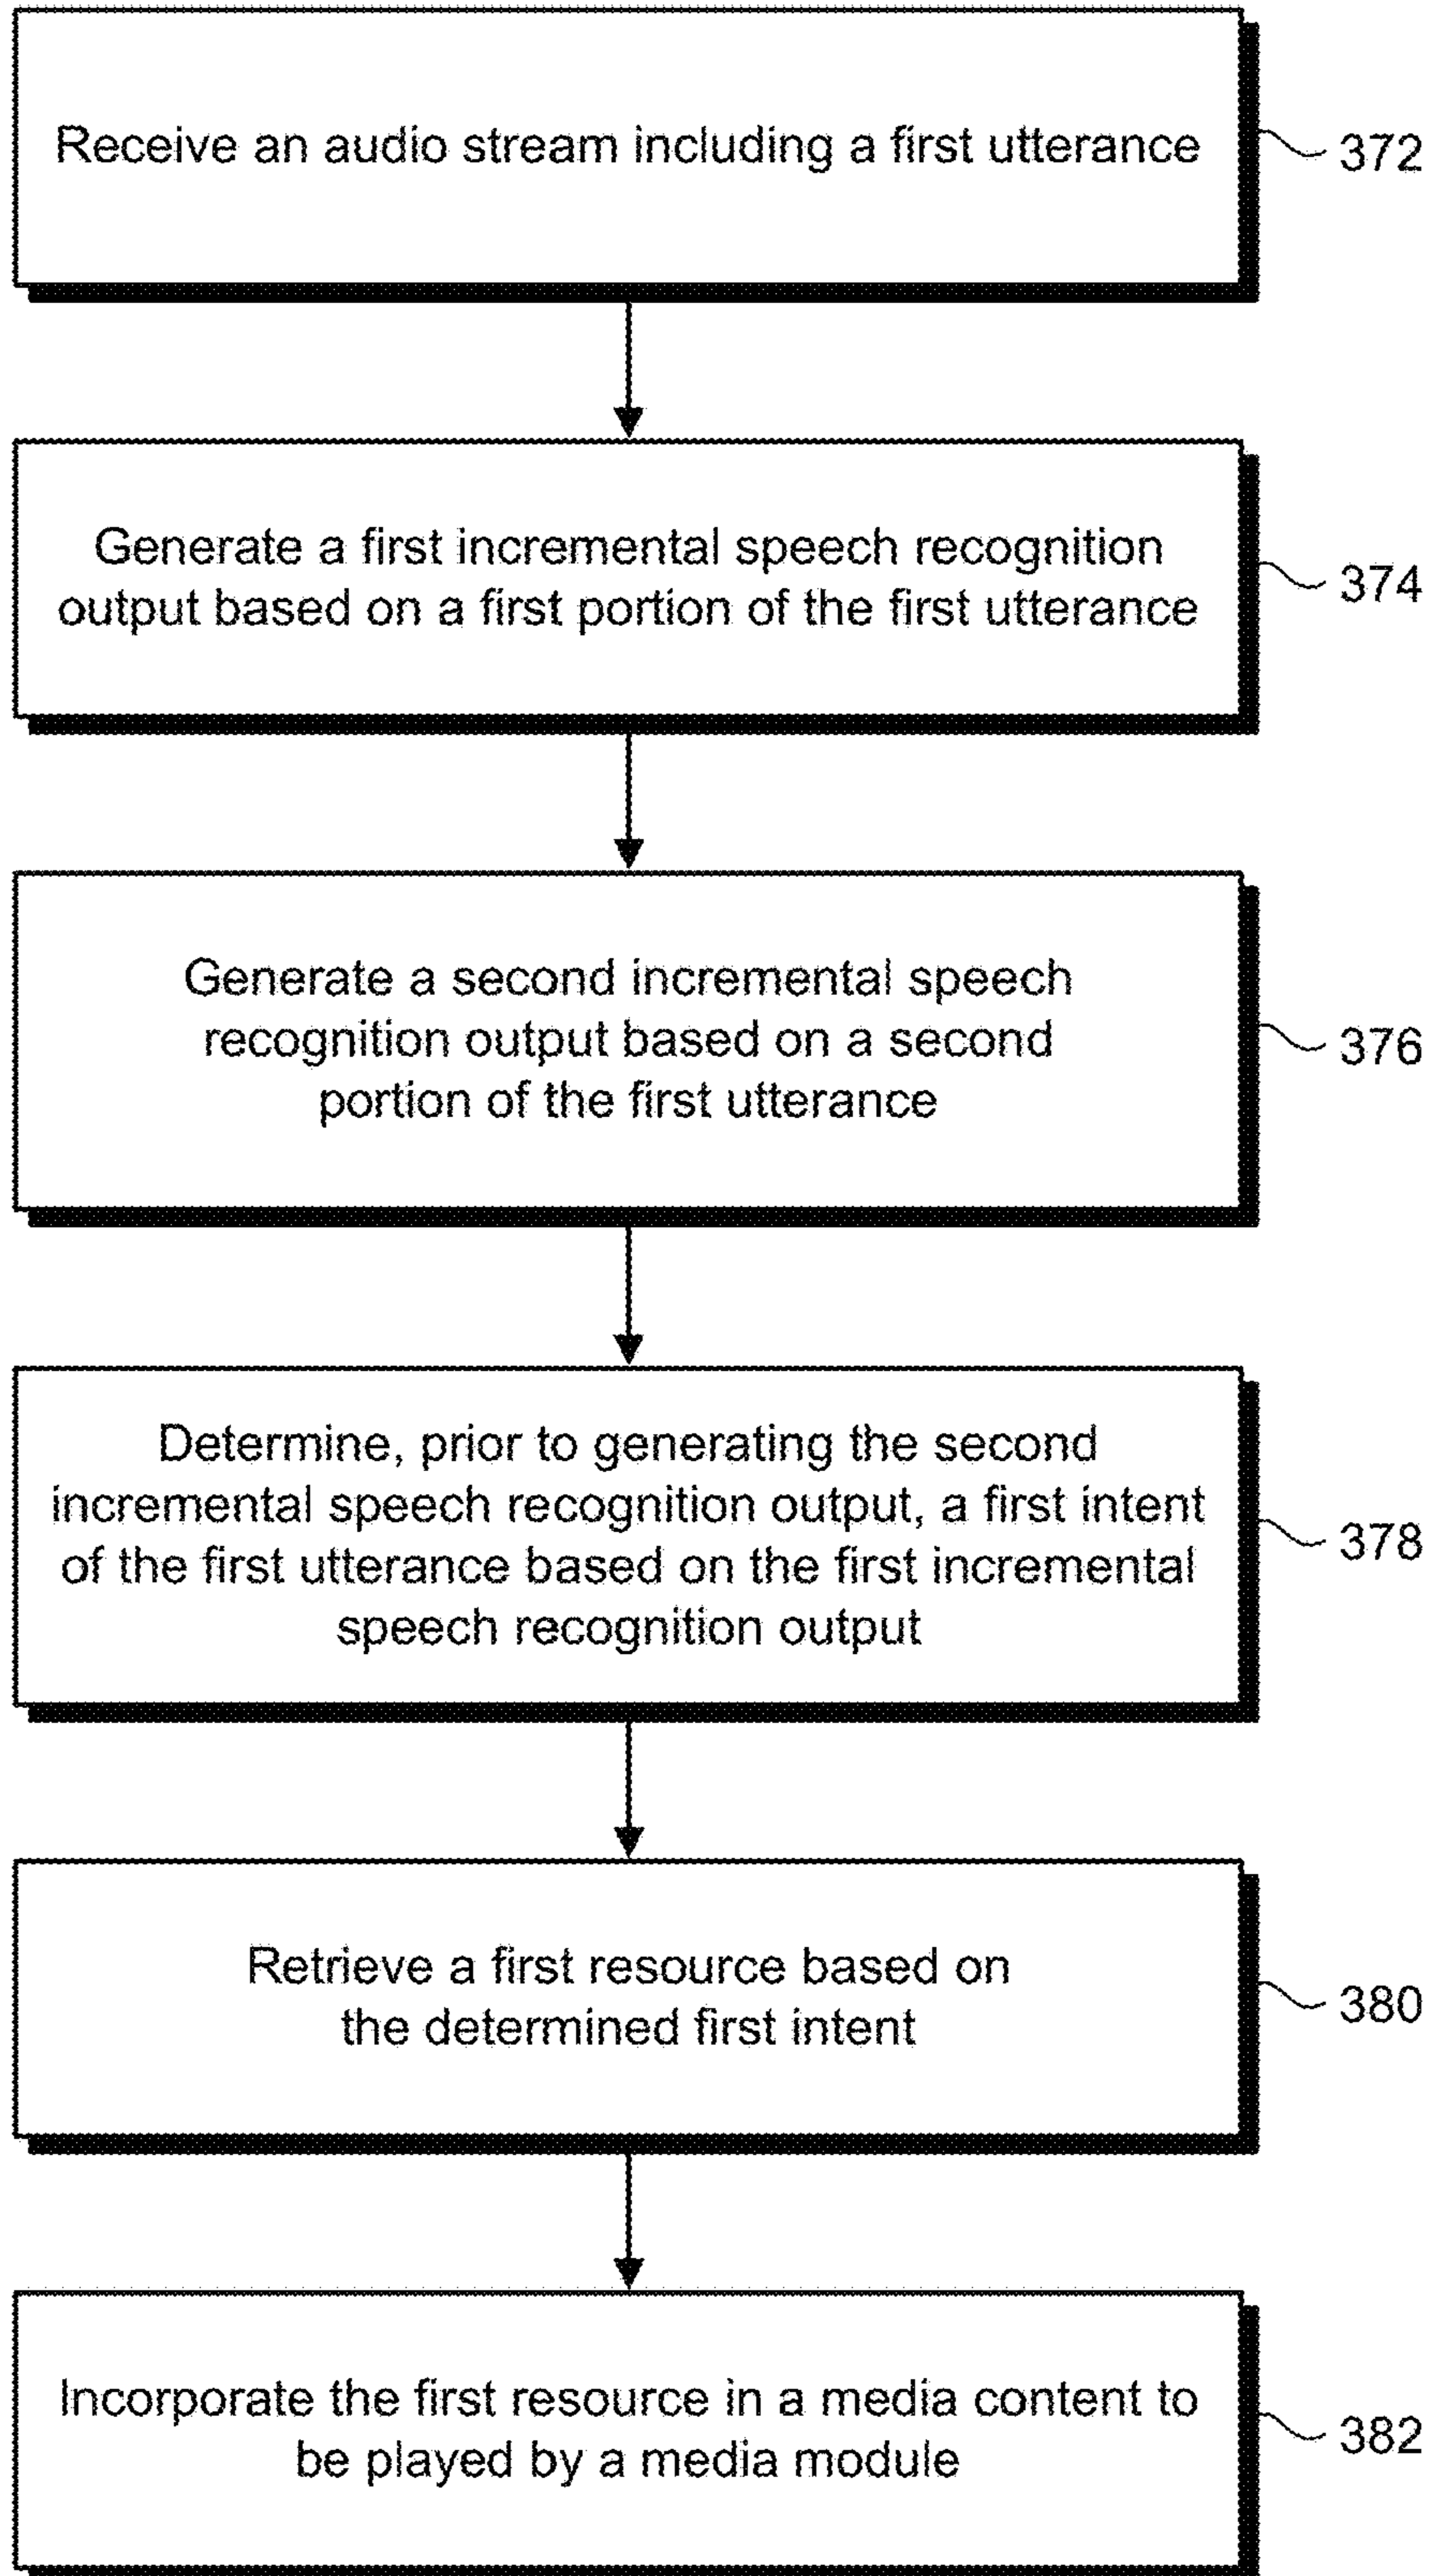 Receive an audio stream including a first utterance
372
Generate a first incremental speech recognition
output based on a first portion of the first utterance
374
Generate a second incremental speech
recognition output based on a second
portion of the first utterance
376
Determine, prior to generating the second
incremental speech recognition output, a first intent
of the first utterance based on the first incremental
speech recognition output
378
Retrieve a first resource based on
the determined first intent
380
Incorporate the first resource in a media content to
be played by a media module
382